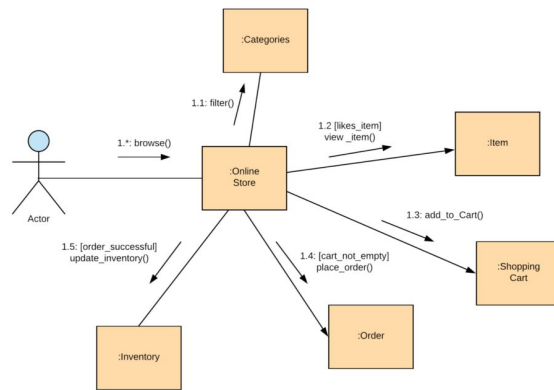 :Categories
1.1: filter()
1.2 [likes_item]
view _item()
:Item
1.*: browse()
:Online
Store
Actor
1.3: add_to_Cart()
1.5: [order_successful]
update_inventory()
1.4: [cart_not_empty]
place_order()
:Shopping
Cart
:Inventory
:Order